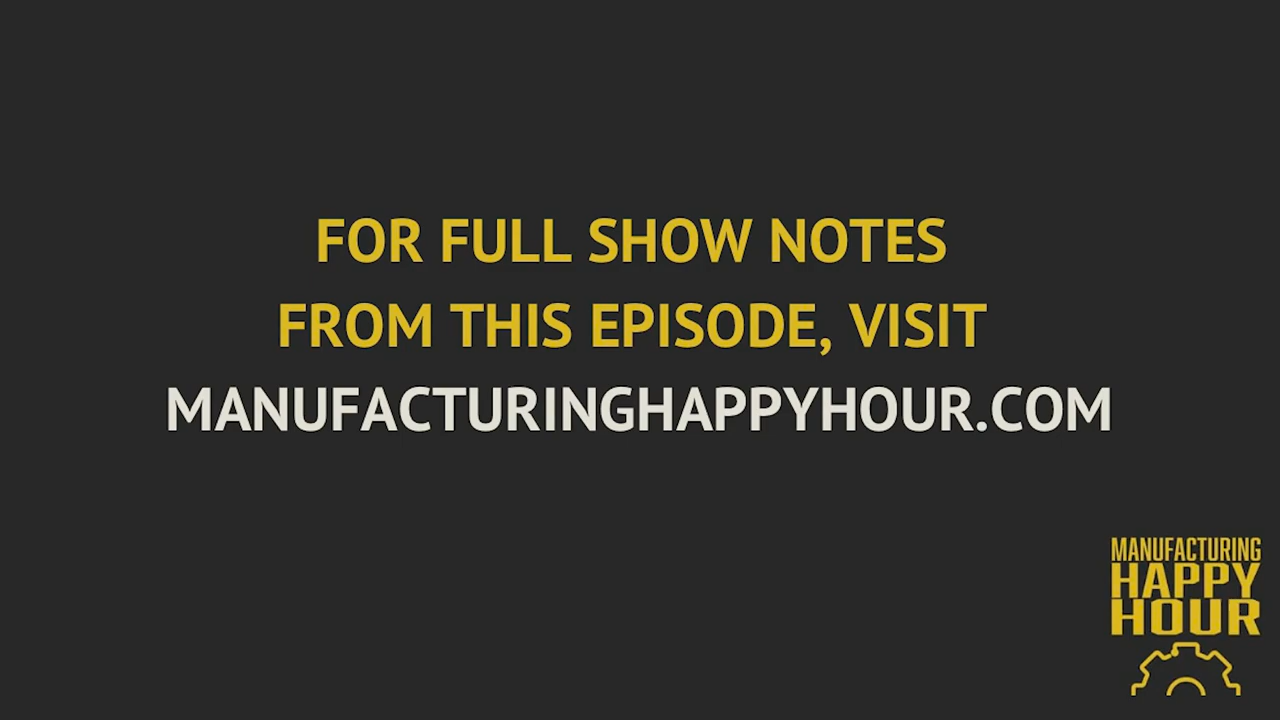 FOR FULL SHOW NOTES
FROM THIS EPISODE, VISIT
MANUFACTURINGHAPPYHOUR.COM
MANUFACTURING
HAPPY
HOUR